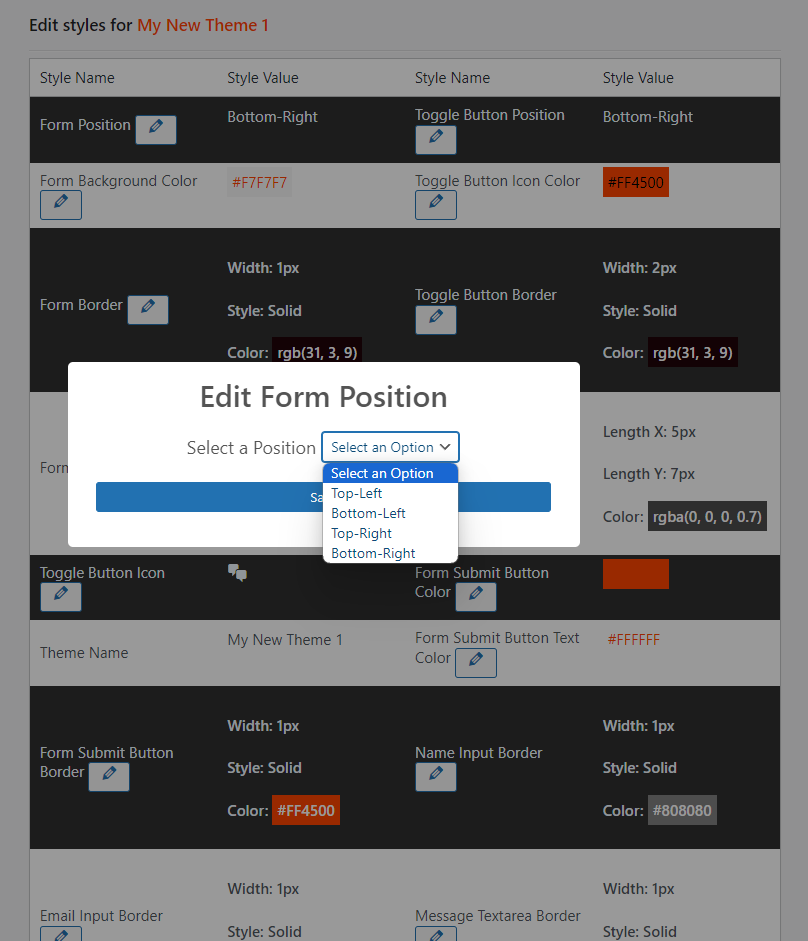 Edit styles for My New Theme 1
Style Name Style Value Style Name Style Value
Form Position Bottom-Right Toggle Button Position Bottom-Right
Form Background Color #F7F7F7 Toggle Button Icon Color #FF4500
Width: 1px Width: 2px
Form Border Style: Solid Toggle Button Border Style: Solid
Color: rgb(31, 3, 9) Color: rgb(31, 3, 9)
Edit Form Position
Select a Position Select an Option
Select an Option
Top-Left
Bottom-Left
Top-Right
Bottom-Right
Length X: 5px
Form Length Y: 7px
Color: rgba(0, 0, 0, 0.7)
Toggle Button Icon Form Submit Button
Color
Theme Name My New Theme 1 Form Submit Button Text #FFFFFF
Color
Width: 1px Width: 1px
Form Submit Button Style: Solid Name Input Border Style: Solid
Border
Color: #FF4500 Color: #808080
Width: 1px Width: 1px
Email Input Border Message Textarea Border
Style: Solid Style: Solid